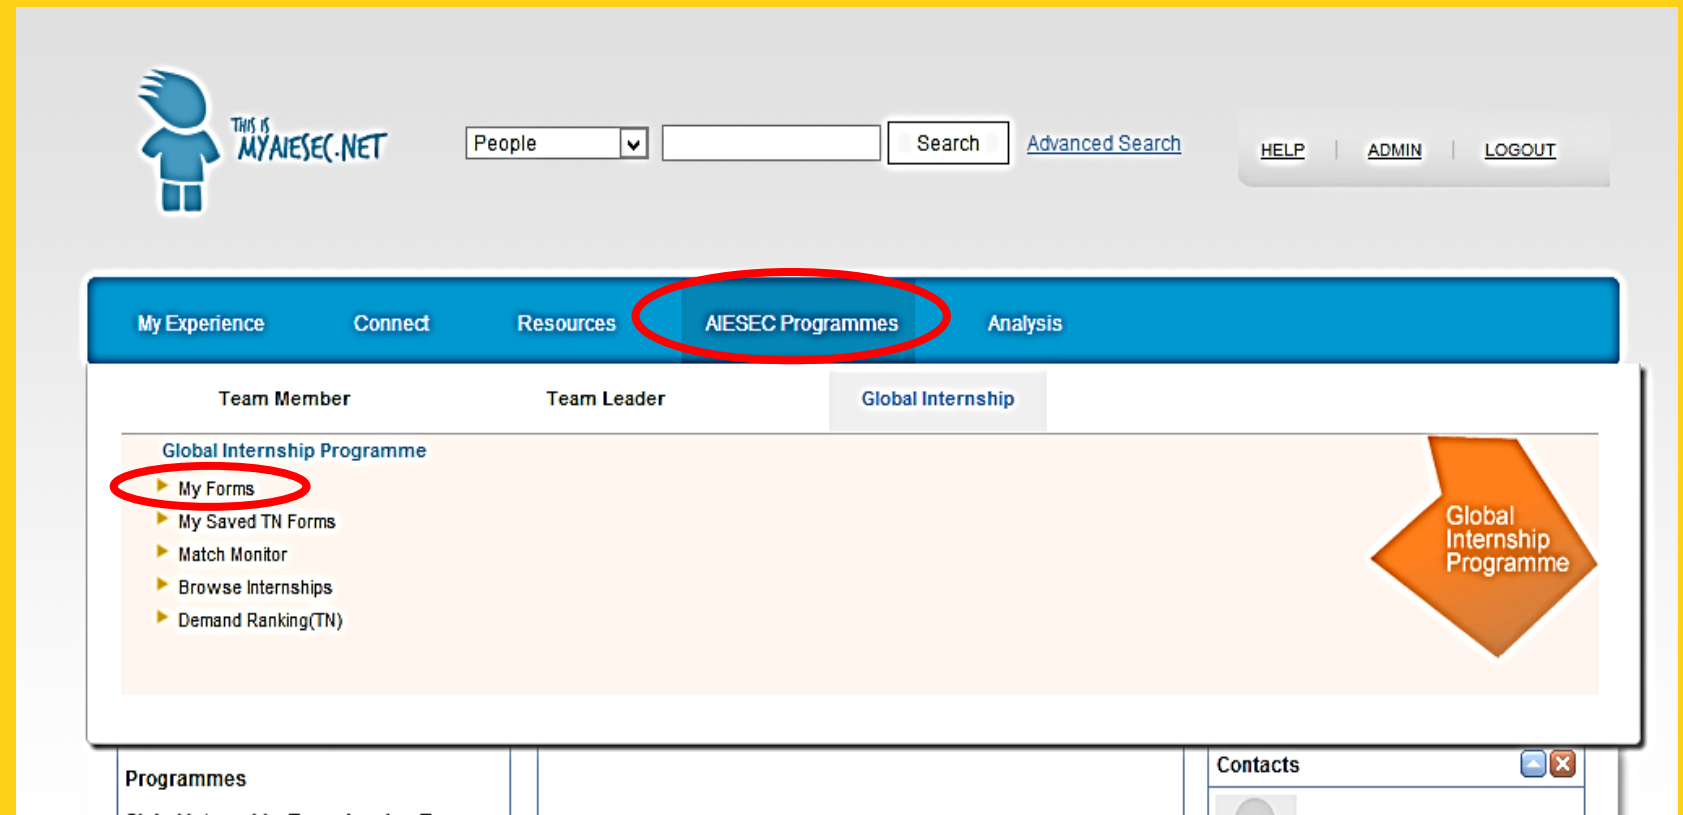 THIS IS
MYAIESEC.NET
People
Search
Advanced Search
HELP
ADMIN
LOGOUT
My Experience
Connect
Resources
AIESEC Programmes
Analysis
Team Member
Team Leader
Global Internship
Global Internship Programme
My Forms
My Saved TN Forms
Match Monitor
Browse Internships
Demand Ranking(TN)
Global
Internship
Programme
Programmes
Contacts